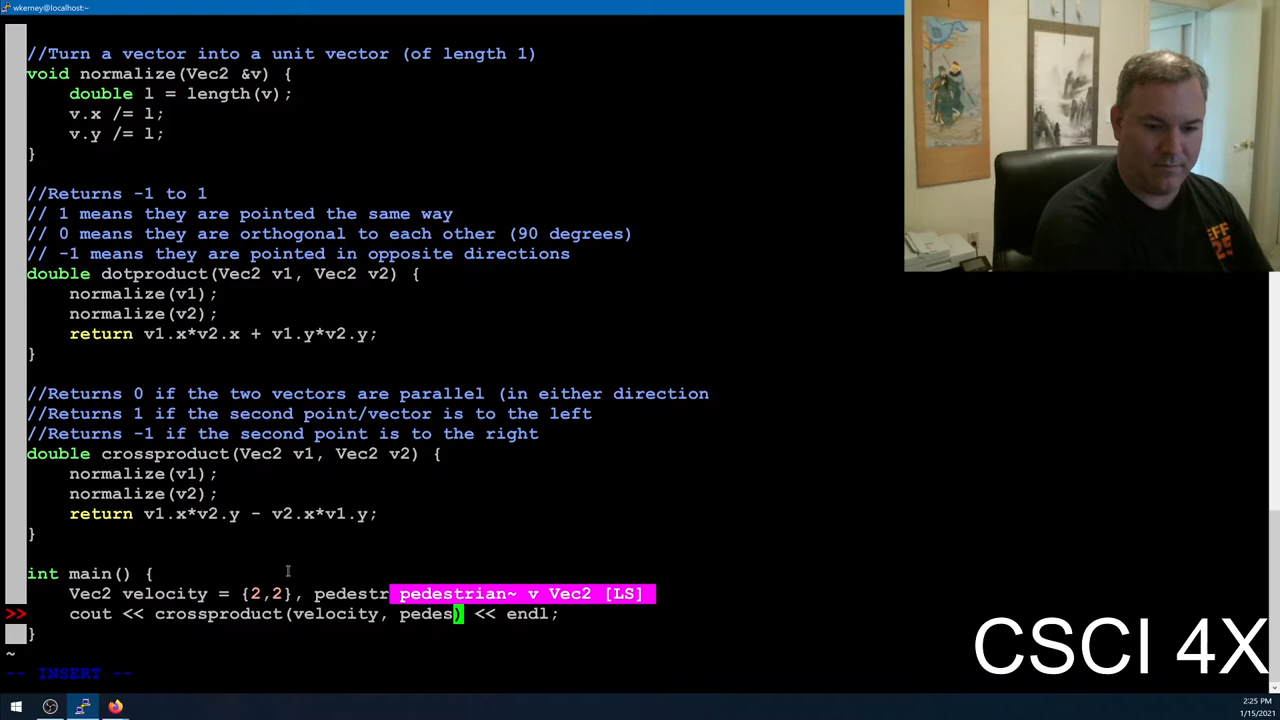 wkerney@localhost:~
//Turn a vector into a unit vector (of length 1)
void normalize(Vec2 &v) {
    double l = length(v);
    v.x /= l;
    v.y /= l;
}
//Returns -1 to 1
// 1 means they are pointed the same way
// 0 means they are orthogonal to each other (90 degrees)
// -1 means they are pointed in opposite directions
double dotproduct(Vec2 v1, Vec2 v2) {
    normalize(v1);
    normalize(v2);
    return v1.x*v2.x + v1.y*v2.y;
}
//Returns 0 if the two vectors are parallel (in either direction
//Returns 1 if the second point/vector is to the left
//Returns -1 if the second point is to the right
double crossproduct(Vec2 v1, Vec2 v2) {
    normalize(v1);
    normalize(v2);
    return v1.x*v2.y - v2.x*v1.y;
}
int main() {
    Vec2 velocity = {2,2}, pedestr pedestrian~ v Vec2 [LS]
>>  cout << crossproduct(velocity, pedes) << endl;
}
~
-- INSERT --
CSCI 4X
2:25 PM
1/15/2021